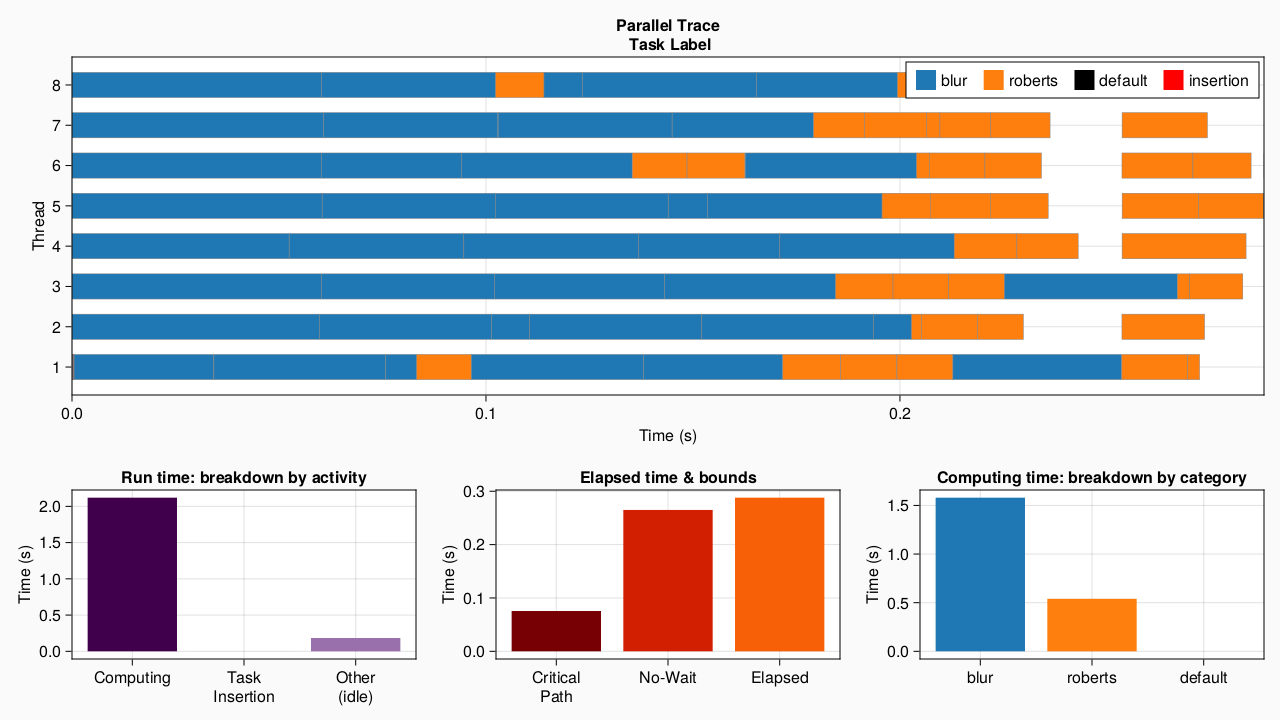 Parallel Trace
Task Label
blur
roberts
default
insertion
8
7
6
5
4
3
2
1
Thread
0.0
0.1
0.2
Time (s)
Run time: breakdown by activity
2.0
1.5
1.0
0.5
0.0
Time (s)
Computing
Task
Insertion
Other
(idle)
Elapsed time & bounds
0.3
0.2
0.1
0.0
Time (s)
Critical
Path
No-Wait
Elapsed
Computing time: breakdown by category
1.5
1.0
0.5
0.0
Time (s)
blur
roberts
default